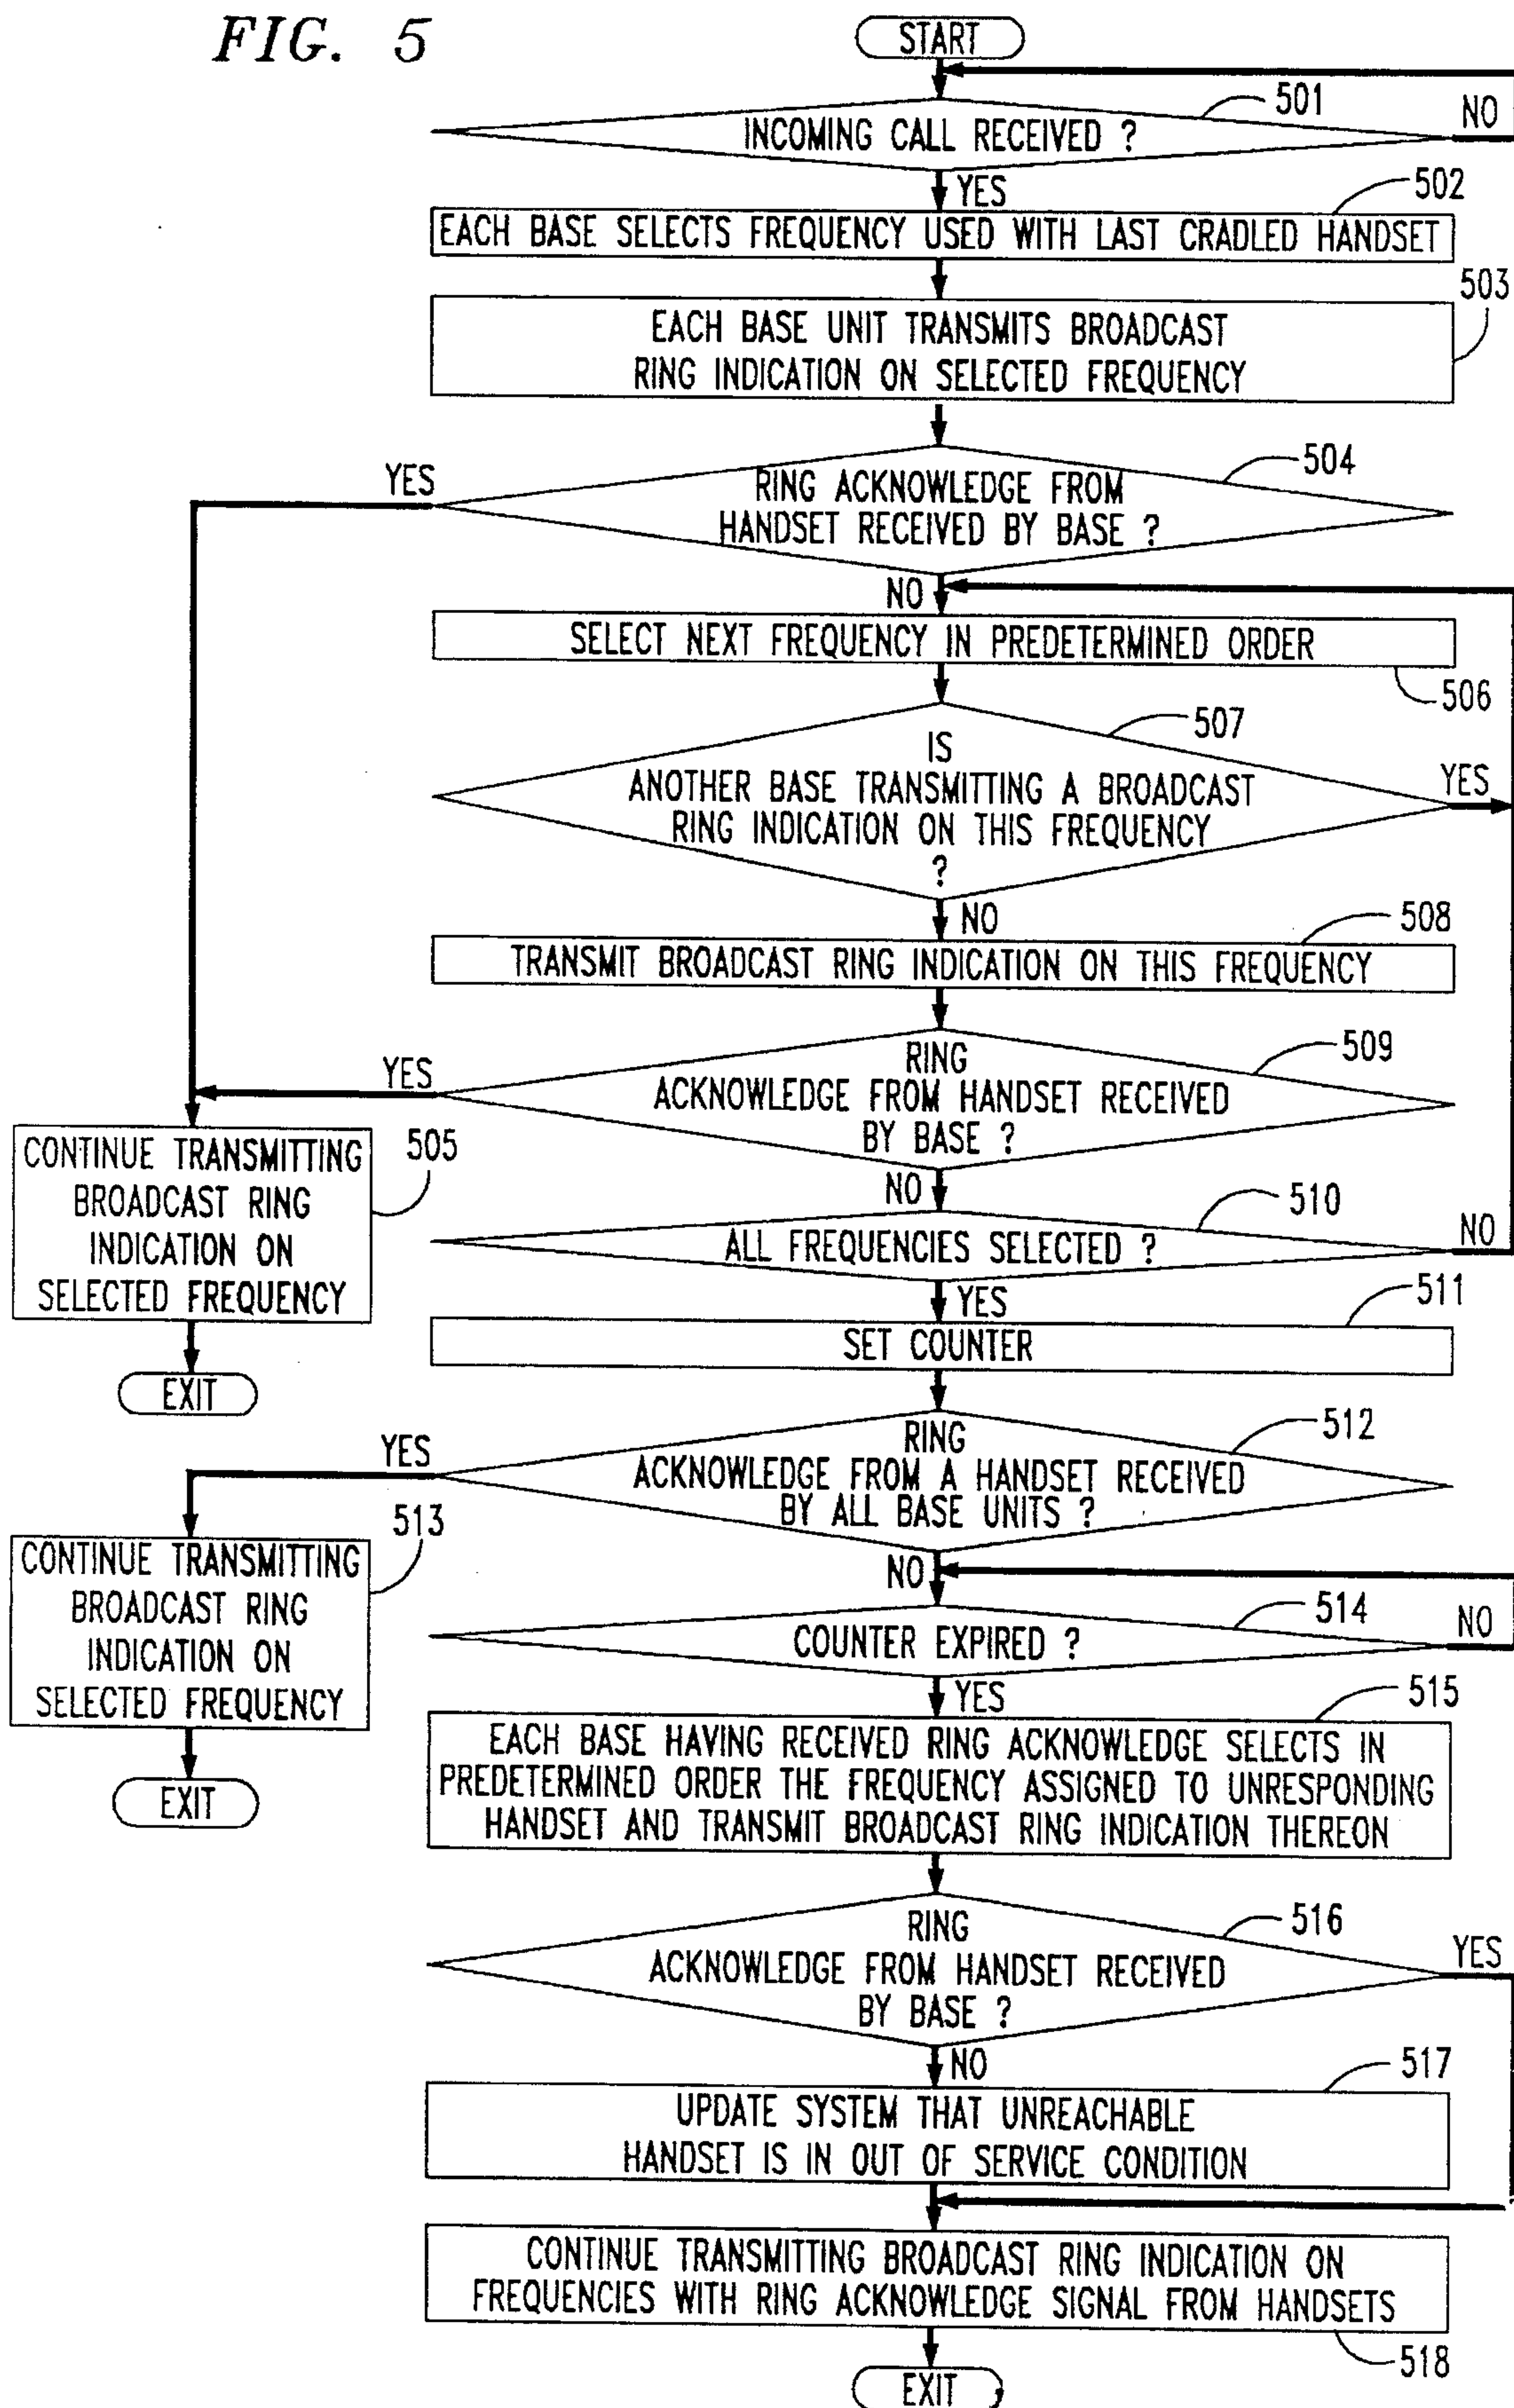 FIG. 5
START
501
INCOMING CALL RECEIVED ?
NO
YES
502
EACH BASE SELECTS FREQUENCY USED WITH LAST CRADLED HANDSET
503
EACH BASE UNIT TRANSMITS BROADCAST
RING INDICATION ON SELECTED FREQUENCY
504
YES
RING ACKNOWLEDGE FROM
HANDSET RECEIVED BY BASE ?
NO
SELECT NEXT FREQUENCY IN PREDETERMINED ORDER
506
507
IS
ANOTHER BASE TRANSMITTING A BROADCAST
RING INDICATION ON THIS FREQUENCY
?
YES
NO
508
TRANSMIT BROADCAST RING INDICATION ON THIS FREQUENCY
509
YES
RING
ACKNOWLEDGE FROM HANDSET RECEIVED
BY BASE ?
505
CONTINUE TRANSMITTING
BROADCAST RING
INDICATION ON
SELECTED FREQUENCY
EXIT
NO
510
ALL FREQUENCIES SELECTED ?
NO
YES
511
SET COUNTER
512
YES
RING
ACKNOWLEDGE FROM A HANDSET RECEIVED
BY ALL BASE UNITS ?
513
CONTINUE TRANSMITTING
BROADCAST RING
INDICATION ON
SELECTED FREQUENCY
EXIT
NO
514
COUNTER EXPIRED ?
NO
YES
515
EACH BASE HAVING RECEIVED RING ACKNOWLEDGE SELECTS IN
PREDETERMINED ORDER THE FREQUENCY ASSIGNED TO UNRESPONDING
HANDSET AND TRANSMIT BROADCAST RING INDICATION THEREON
516
RING
ACKNOWLEDGE FROM HANDSET RECEIVED
BY BASE ?
YES
NO
517
UPDATE SYSTEM THAT UNREACHABLE
HANDSET IS IN OUT OF SERVICE CONDITION
CONTINUE TRANSMITTING BROADCAST RING INDICATION ON
FREQUENCIES WITH RING ACKNOWLEDGE SIGNAL FROM HANDSETS
518
EXIT